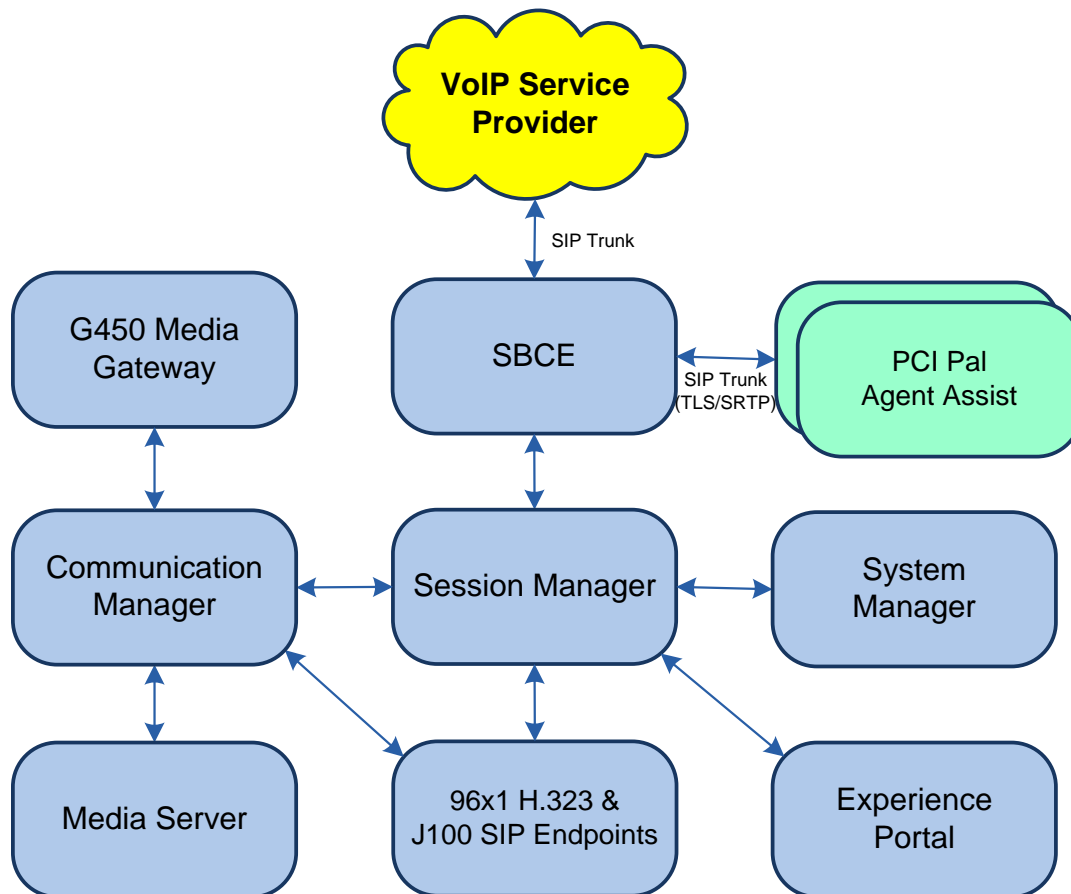 VoIP Service
Provider
SIP Trunk
G450 Media
Gateway
SBCE
SIP Trunk
(TLS/SRTP)
PCI Pal
Agent Assist
Communication
Manager
Session Manager
System
Manager
Media Server
96x1 H.323 &
J100 SIP Endpoints
Experience
Portal